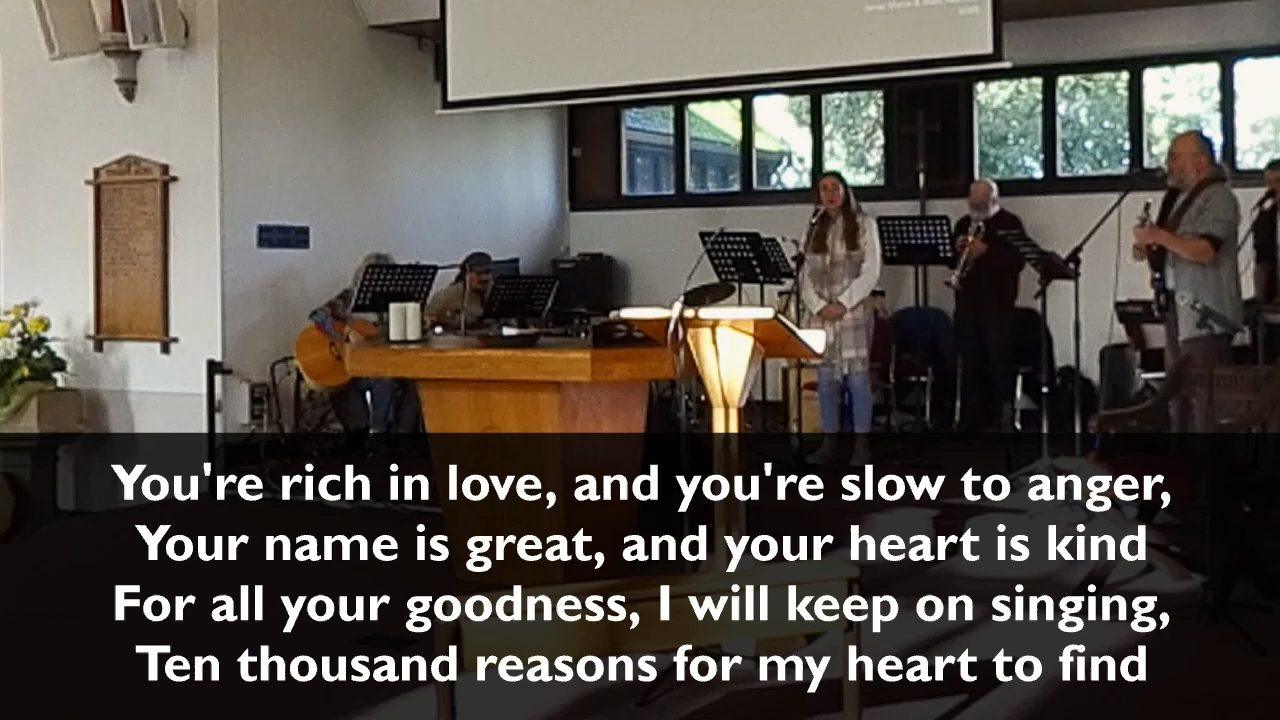 You're rich in love, and you're slow to anger,
Your name is great, and your heart is kind
For all your goodness, I will keep on singing,
Ten thousand reasons for my heart to find